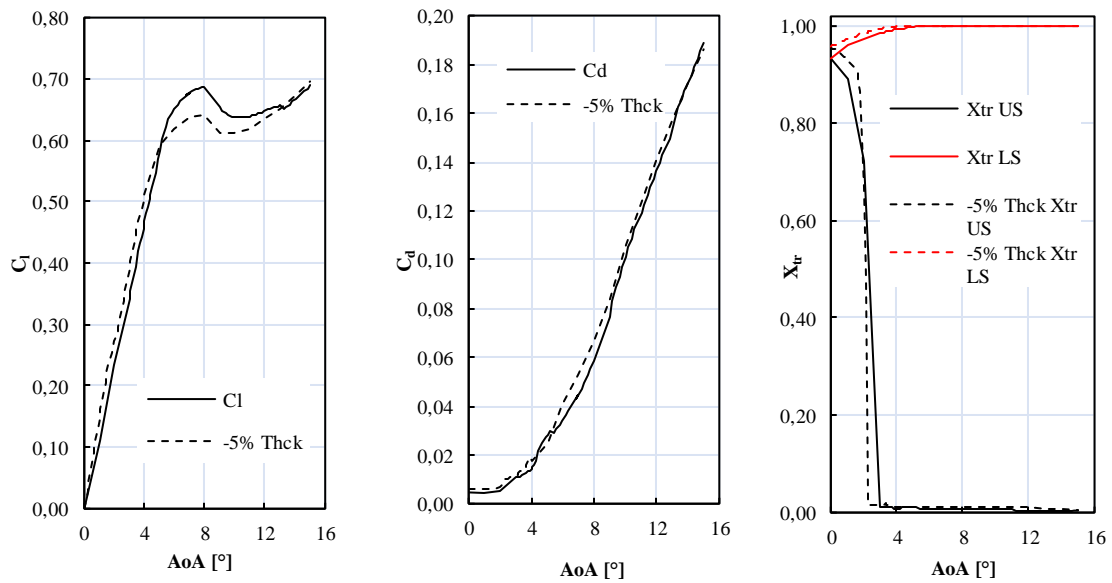 0,80
0,70
0,60
0,50
0,40
0,30
0,20
0,10
0,00
C_l
0
4
8
12
16
AoA [°]
Cl
-5% Thck
0,20
0,18
0,16
0,14
0,12
0,10
0,08
0,06
0,04
0,02
0,00
C_d
0
4
8
12
16
AoA [°]
Cd
-5% Thck
1,00
0,80
0,60
0,40
0,20
0,00
X_tr
0
4
8
12
16
AoA [°]
Xtr US
Xtr LS
-5% Thck Xtr
US
-5% Thck Xtr
LS